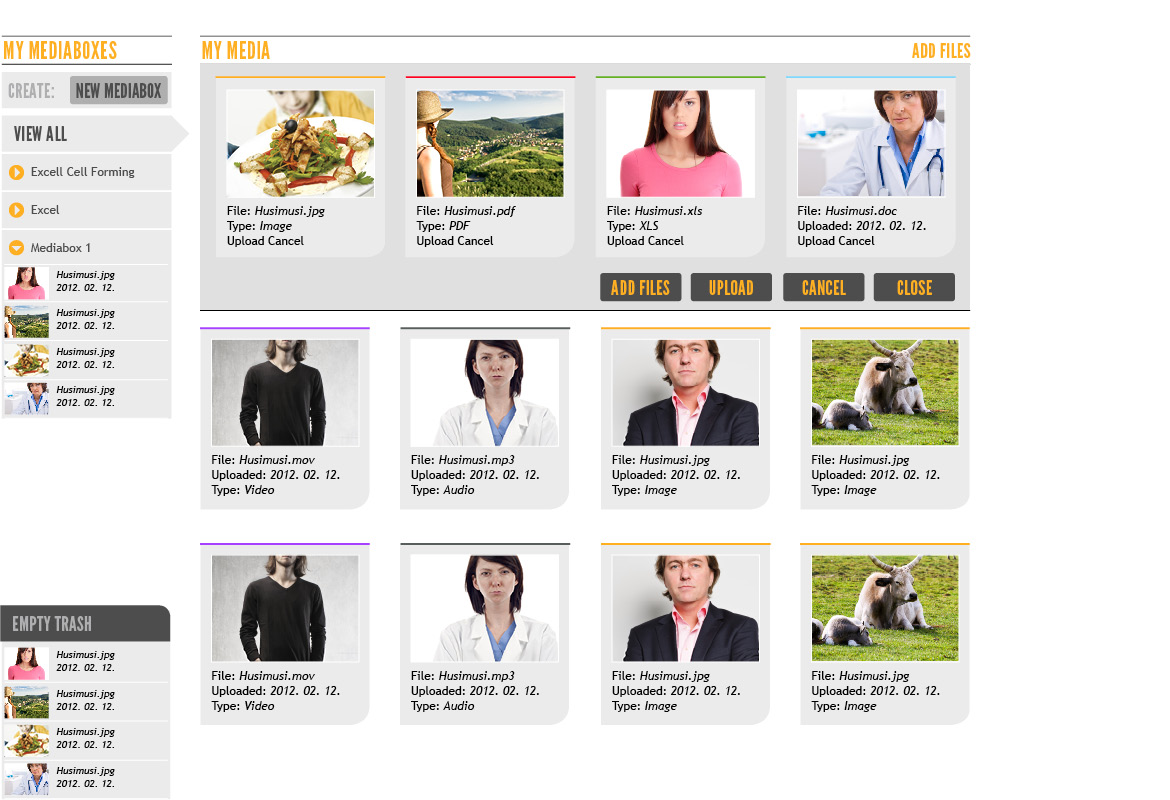 MY MEDIABOXES
CREATE: NEW MEDIABOX
VIEW ALL
Excell Cell Forming
Excel
Mediabox 1
Husimusi.jpg
2012. 02. 12.
Husimusi.jpg
2012. 02. 12.
Husimusi.jpg
2012. 02. 12.
Husimusi.jpg
2012. 02. 12.
EMPTY TRASH
Husimusi.jpg
2012. 02. 12.
Husimusi.jpg
2012. 02. 12.
Husimusi.jpg
2012. 02. 12.
Husimusi.jpg
2012. 02. 12.
MY MEDIA
ADD FILES
File: Husimusi.jpg
Type: Image
Upload Cancel
File: Husimusi.pdf
Type: PDF
Upload Cancel
File: Husimusi.xls
Type: XLS
Upload Cancel
File: Husimusi.doc
Uploaded: 2012. 02. 12.
Upload Cancel
ADD FILES
UPLOAD
CANCEL
CLOSE
File: Husimusi.mov
Uploaded: 2012. 02. 12.
Type: Video
File: Husimusi.mp3
Uploaded: 2012. 02. 12.
Type: Audio
File: Husimusi.jpg
Uploaded: 2012. 02. 12.
Type: Image
File: Husimusi.jpg
Uploaded: 2012. 02. 12.
Type: Image
File: Husimusi.mov
Uploaded: 2012. 02. 12.
Type: Video
File: Husimusi.mp3
Uploaded: 2012. 02. 12.
Type: Audio
File: Husimusi.jpg
Uploaded: 2012. 02. 12.
Type: Image
File: Husimusi.jpg
Uploaded: 2012. 02. 12.
Type: Image